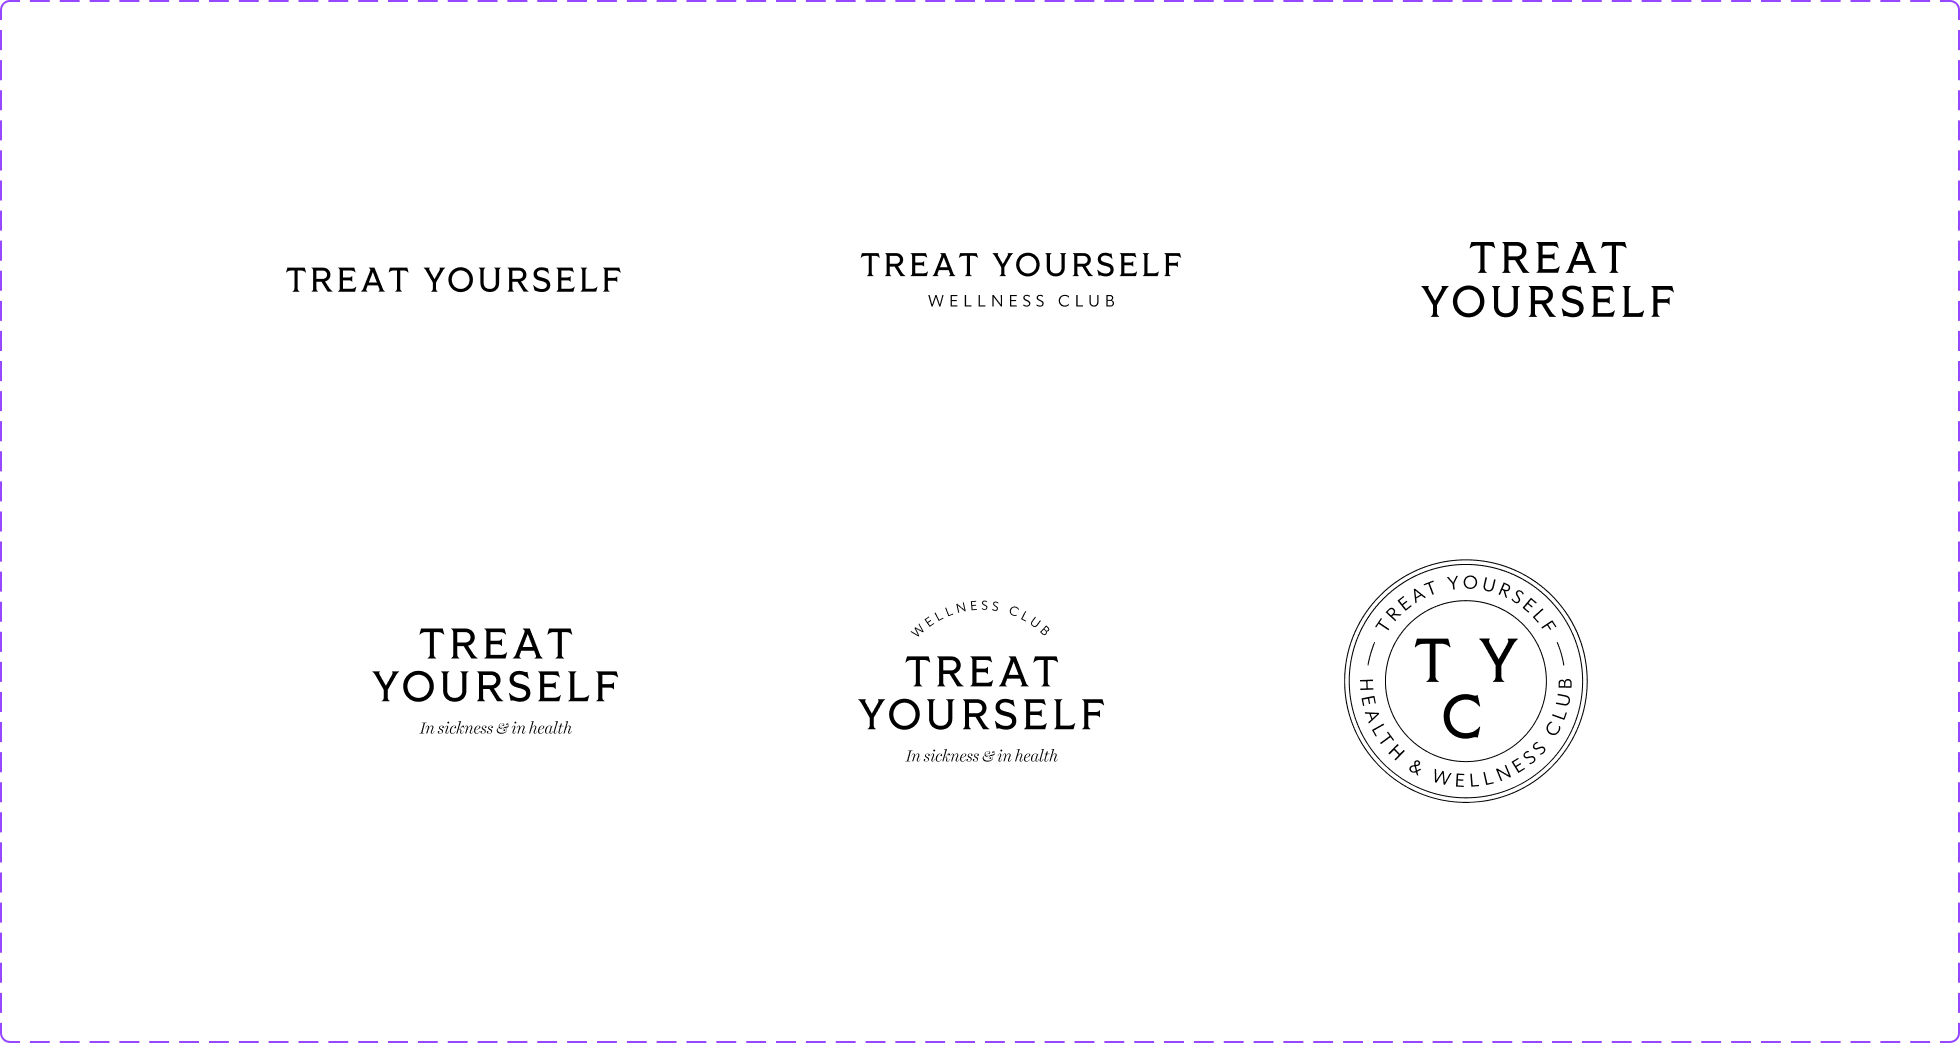 TREAT YOURSELF
TREAT YOURSELF
WELLNESS CLUB
TREAT
YOURSELF
TREAT
YOURSELF
In sickness & in health
WELLNESS CLUB
TREAT
YOURSELF
In sickness & in health
TREAT YOURSELF
T Y
C
HEALTH & WELLNESS CLUB